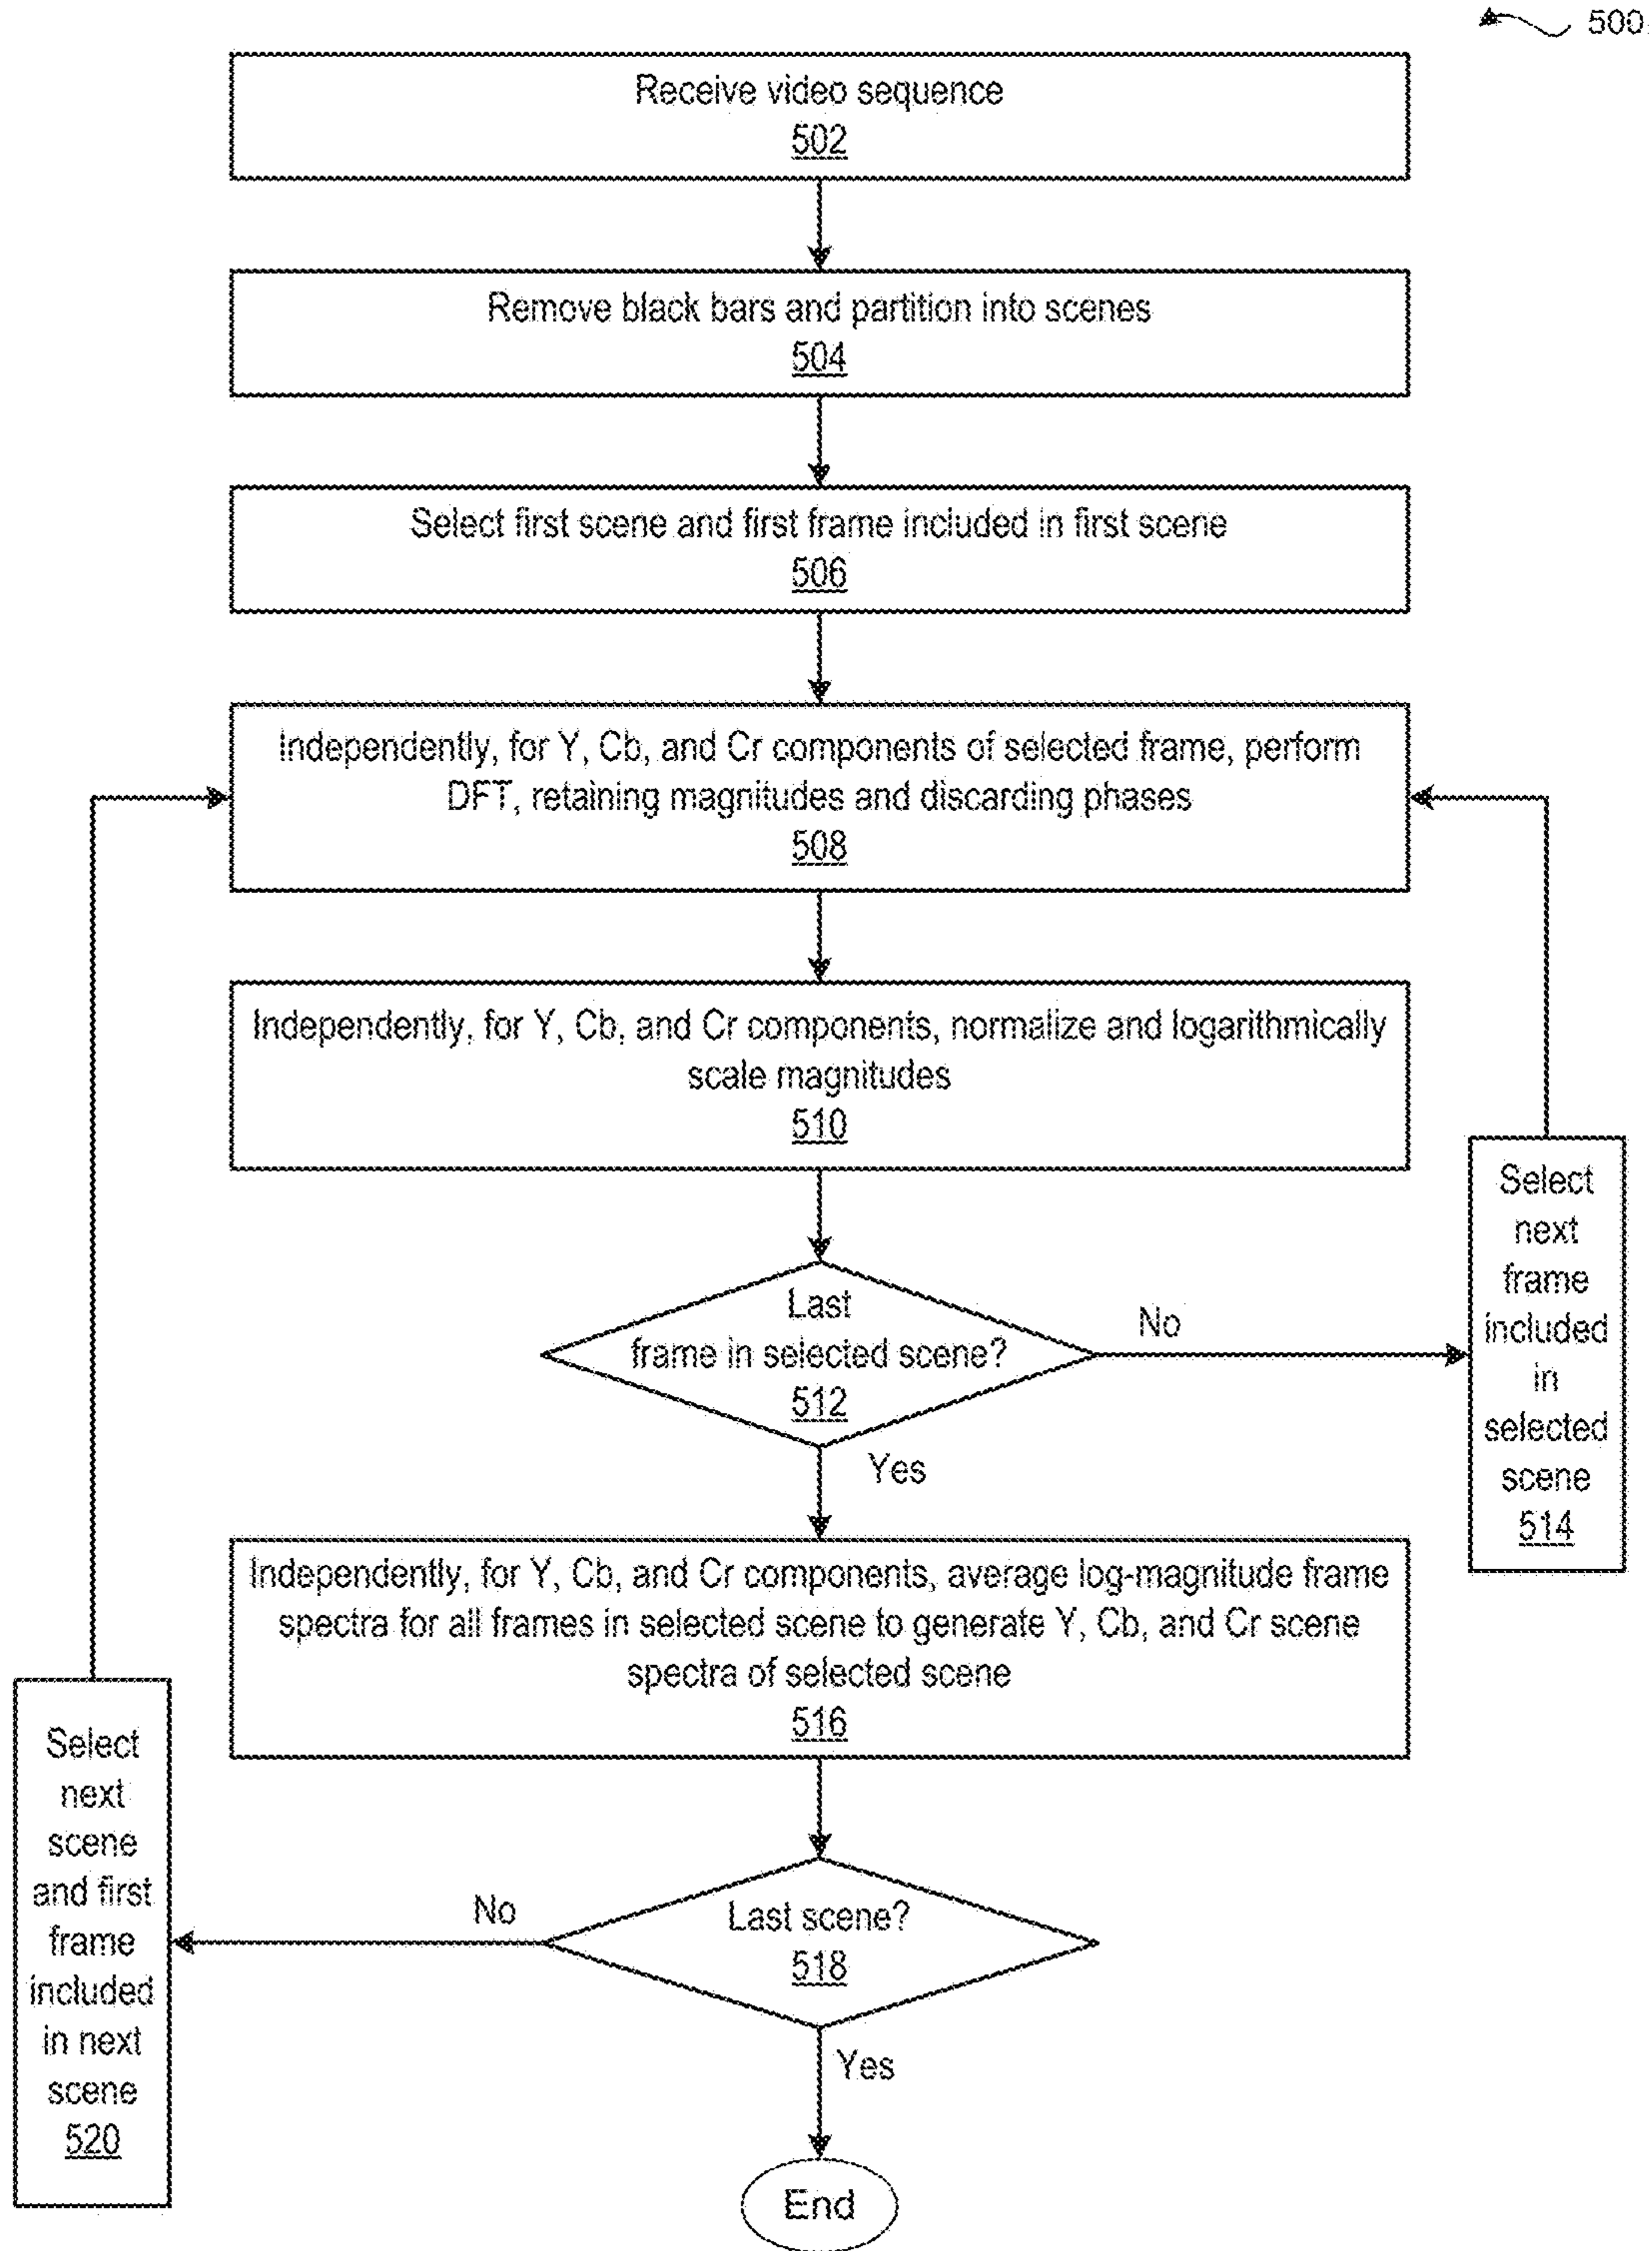 500
Receive video sequence
502
Remove black bars and partition into scenes
504
Select first scene and first frame included in first scene
506
Independently, for Y, Cb, and Cr components of selected frame, perform
DFT, retaining magnitudes and discarding phases
508
Independently, for Y, Cb, and Cr components, normalize and logarithmically
scale magnitudes
510
Last
frame in selected scene?
512
No
Yes
Select
next
frame
included
in
selected
scene
514
Independently, for Y, Cb, and Cr components, average log-magnitude frame
spectra for all frames in selected scene to generate Y, Cb, and Cr scene
spectra of selected scene
516
Last scene?
518
No
Yes
Select
next
scene
and first
frame
included
in next
scene
520
End